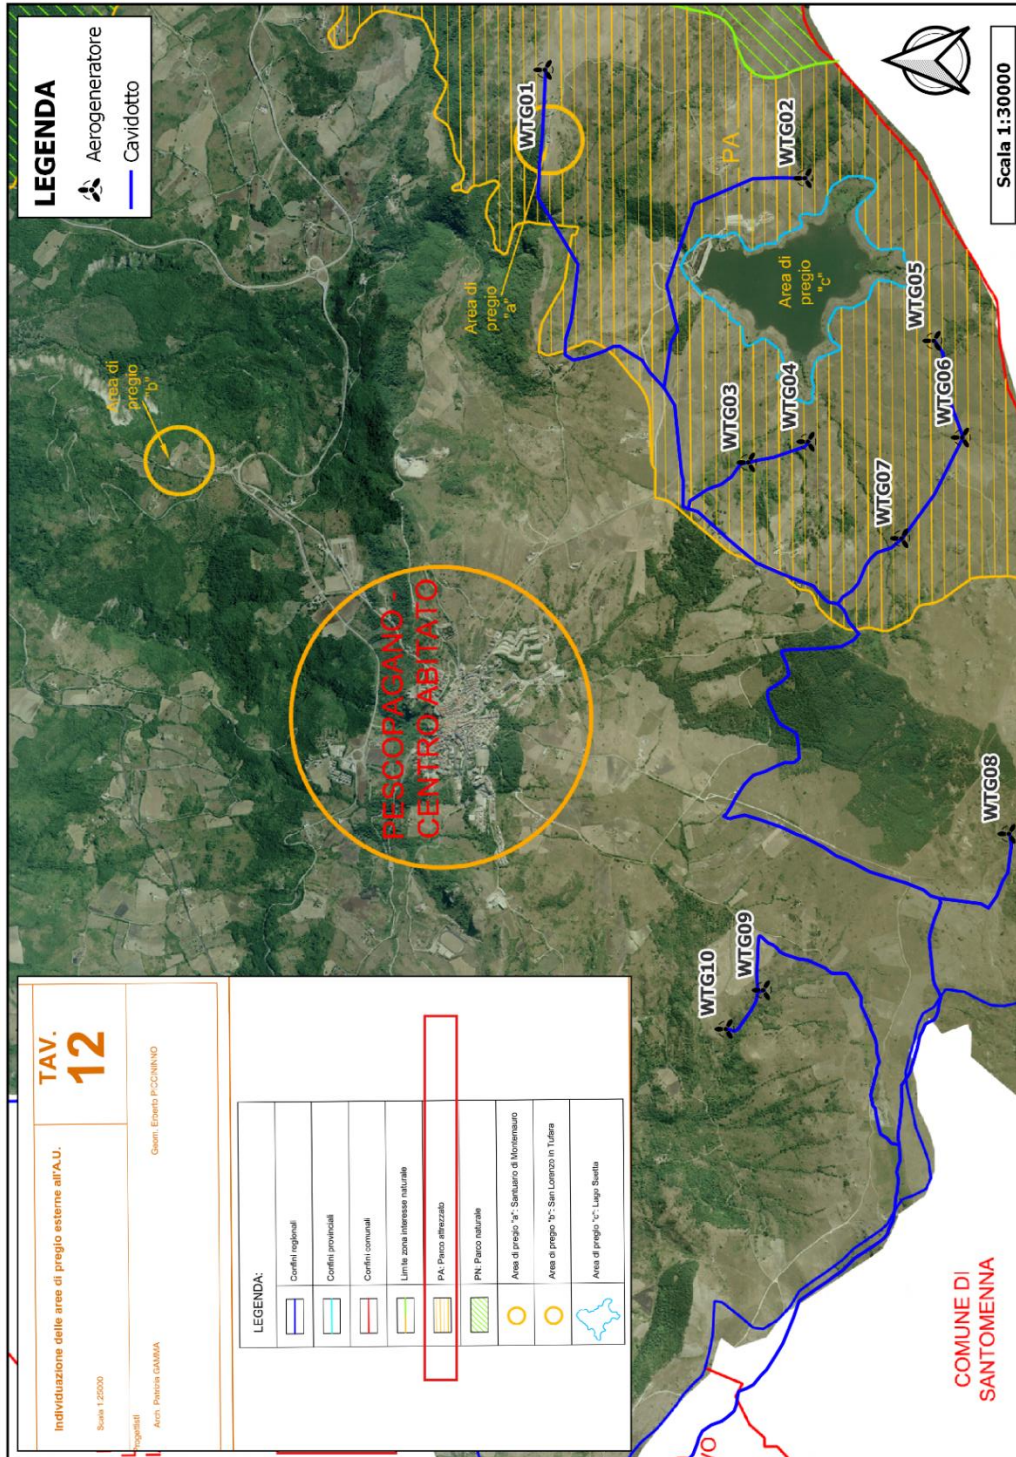 LEGENDA
Aerogeneratore
Cavidotto
Area di
pregio
"b"
Area di
pregio
"a"
WTG01
PA
WTG02
Area di
pregio
"c"
WTG03
WTG04
WTG05
WTG06
WTG07
WTG08
WTG09
WTG10
PESCOPAGANO -
CENTRO ABITATO
Scala 1:30000
COMUNE DI
SANTOMENNA
VO
Individuazione delle aree di pregio esterne all'A.U.
TAV.
12
Scala 1:25000
Progettisti
Arch. Patrizia GAMMA
Geom. Erberto PICCININNO
LEGENDA:
Confini regionali
Confini provinciali
Confini comunali
Limite zona interesse naturale
PA: Parco attrezzato
PN: Parco naturale
Area di pregio "a": Santuario di Montemauro
Area di pregio "b": San Lorenzo in Tufara
Area di pregio "c": Lago Saetta